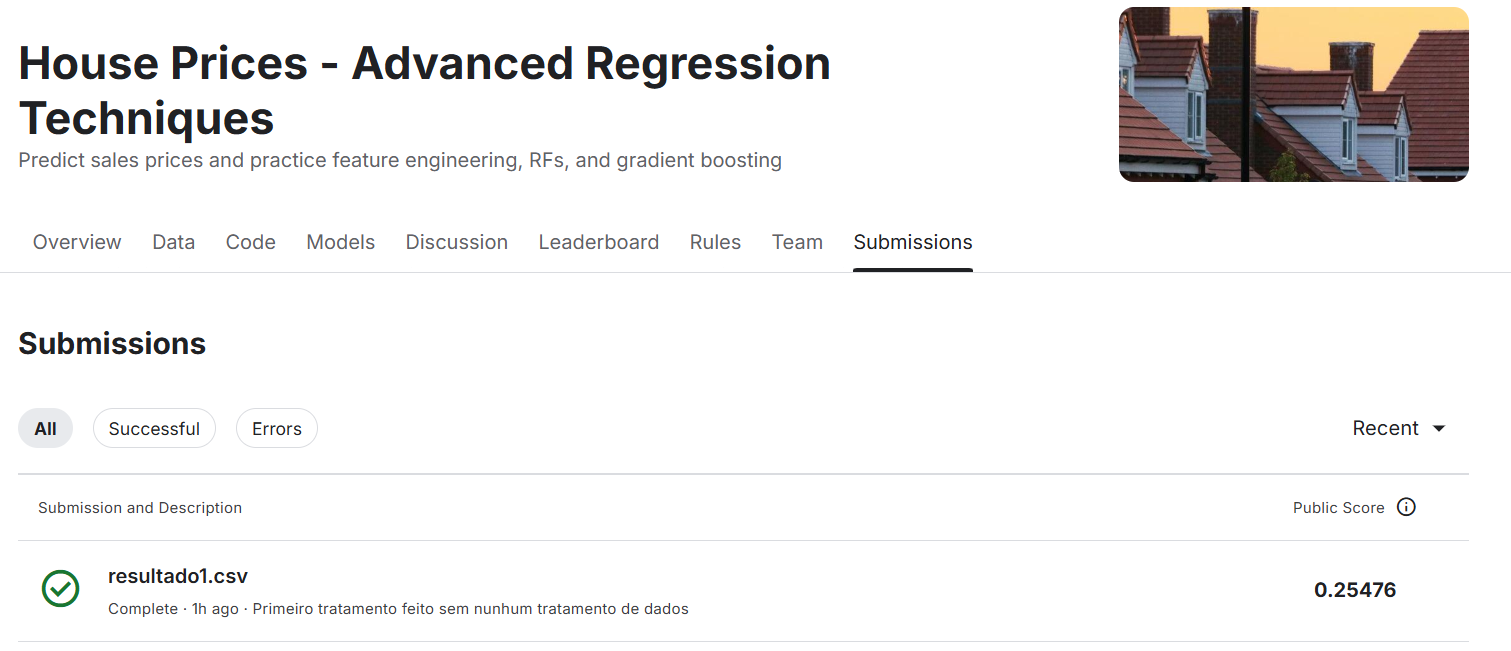 House Prices - Advanced Regression
Techniques
Predict sales prices and practice feature engineering, RFs, and gradient boosting
Overview Data Code Models Discussion Leaderboard Rules Team Submissions
Submissions
All Successful Errors Recent
Submission and Description Public Score
resultado1.csv
0.25476
Complete · 1h ago · Primeiro tratamento feito sem nunhum tratamento de dados